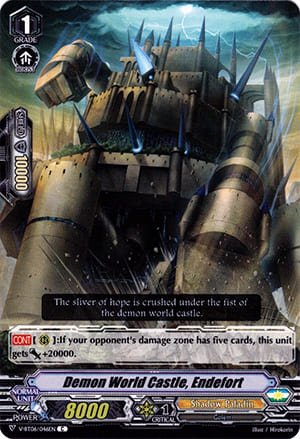 1
GRADE
BOOST
SHIELD 10000
The sliver of hope is crushed under the fist of
the demon world castle.
CONT [ ]:If your opponent's damage zone has five cards, this unit
gets +20000.
Demon World Castle, Endefort
NORMAL
UNIT
POWER 8000 1
CRITICAL
Shadow Paladin
Golem
V-BT06/046EN C
Illust / Hirokorin